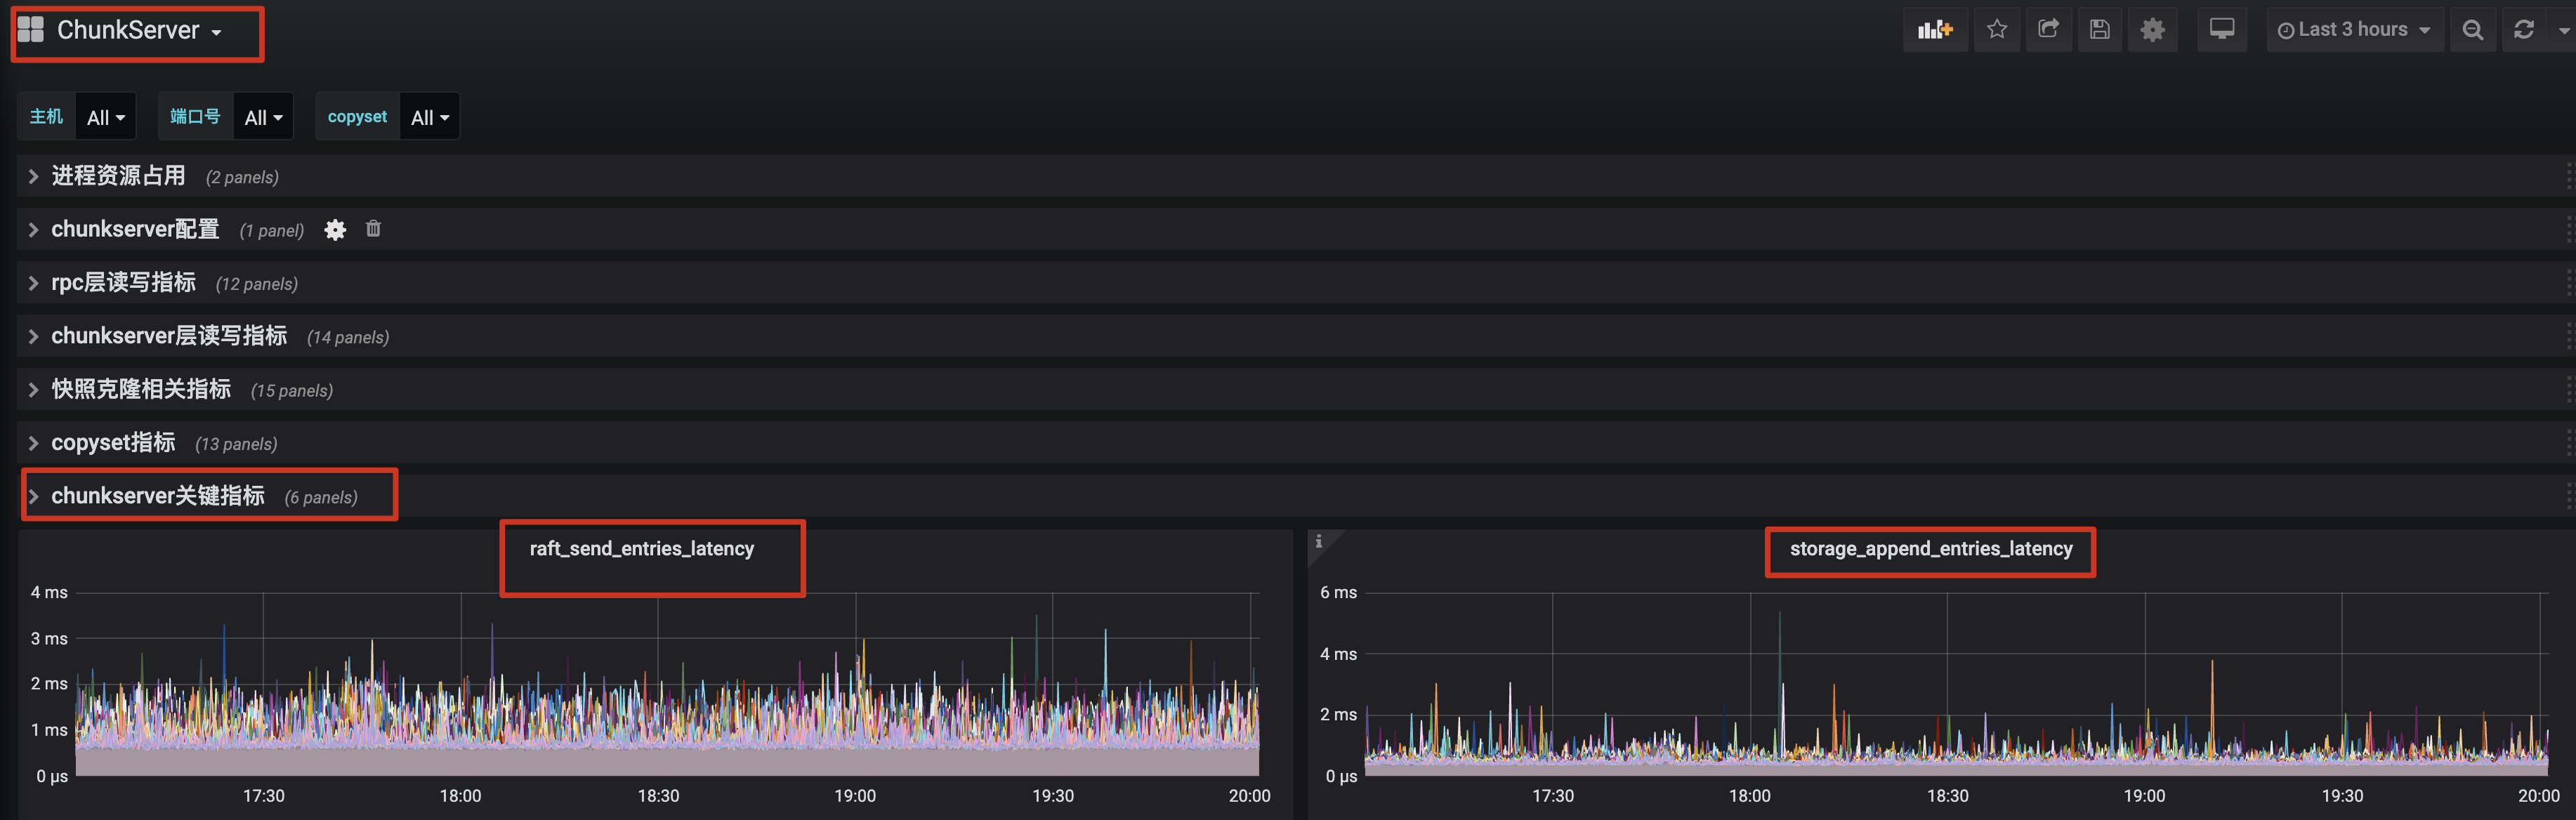 ChunkServer
Last 3 hours
主机 All 端口号 All copyset All
进程资源占用 (2 panels)
chunkserver配置 (1 panel)
rpc层读写指标 (12 panels)
chunkserver层读写指标 (14 panels)
快照克隆相关指标 (15 panels)
copyset指标 (13 panels)
chunkserver关键指标 (6 panels)
raft_send_entries_latency
4 ms
3 ms
2 ms
1 ms
0 µs
17:30 18:00 18:30 19:00 19:30 20:00
i
storage_append_entries_latency
6 ms
4 ms
2 ms
0 µs
17:30 18:00 18:30 19:00 19:30 20:00